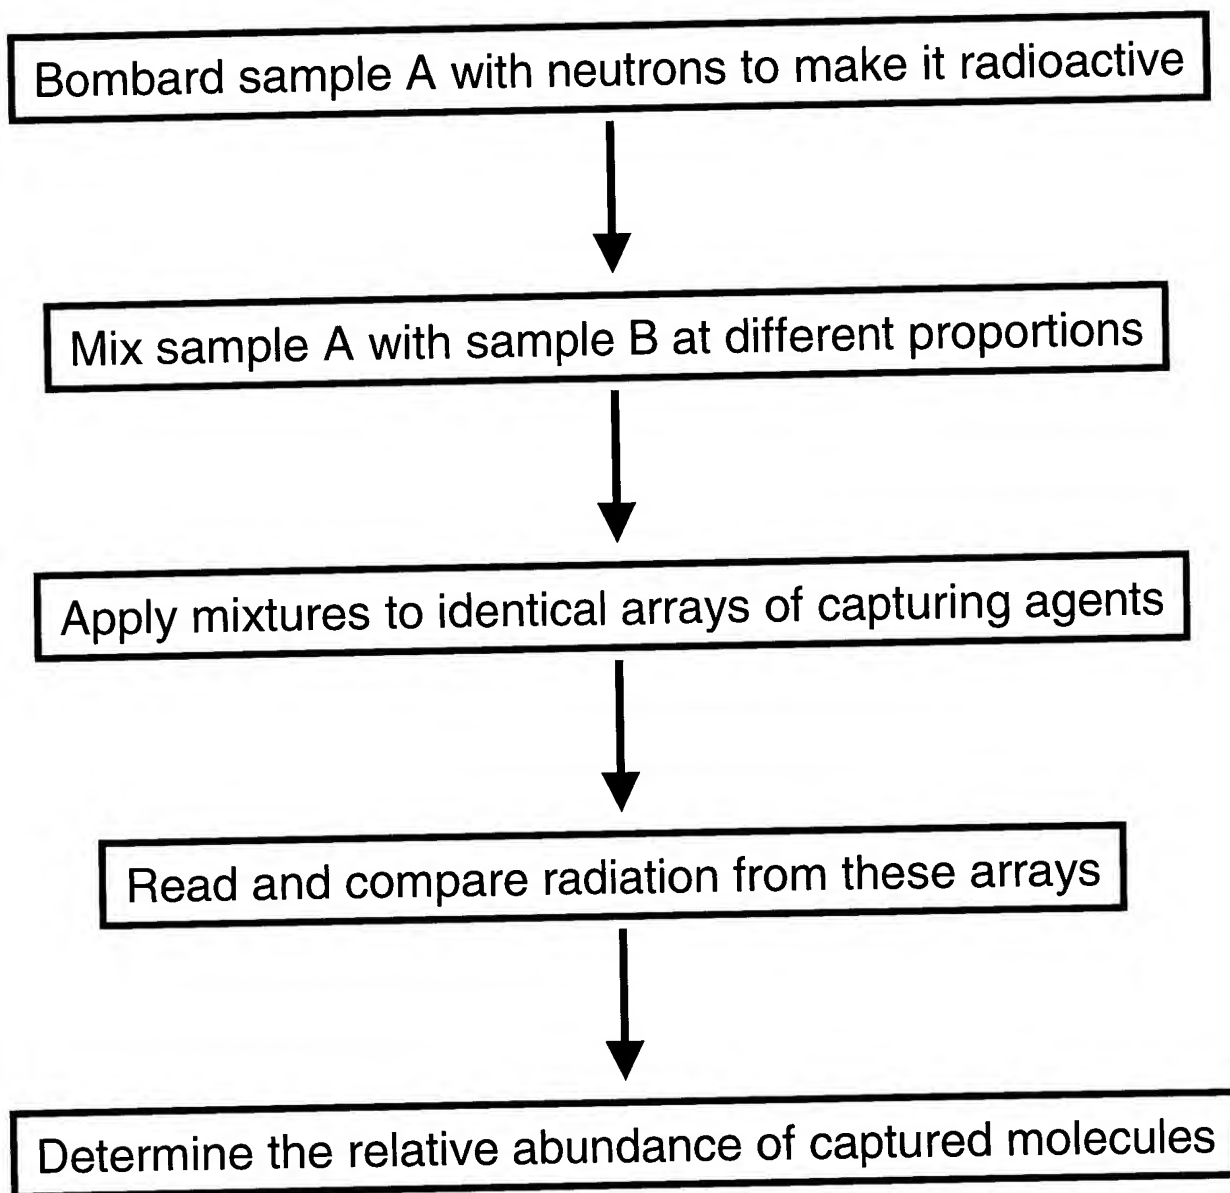 Bombard sample A with neutrons to make it radioactive
Mix sample A with sample B at different proportions
Apply mixtures to identical arrays of capturing agents
Read and compare radiation from these arrays
Determine the relative abundance of captured molecules